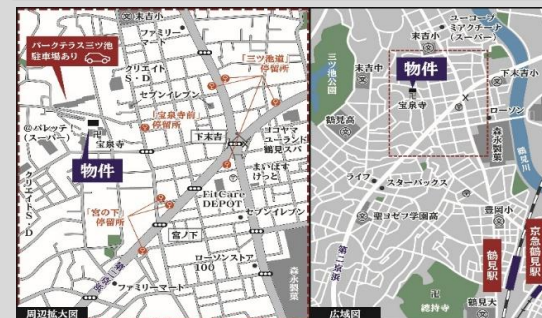 末吉小
ファミリー
マート
パークテラス三ツ池
駐車場あり
クリエイト
S・D
セブンイレブン
「三ツ池道」
停留所
「宝泉寺前」
停留所
下末吉
@パレッテ!
(スーパー)
宝泉寺
物件
ヨコヤマ
ユーランド
鶴見スパ
まいばす
けっと
クリエイトS・D
FitCare
DEPOT
「宮の下」
停留所
セブンイレブン
宮ノ下
ローソンストア
100
第二京浜
ファミリーマート
森永製菓
周辺拡大図
ユーコープ
ミアクチーナ
(スーパー)
末吉小
末吉中
三ツ池公園
物件
下末吉小
宝泉寺
ローソン
鶴見高
森永製菓
鶴見川
ライフ
スターバックス
豊岡小
聖ヨゼフ学園高
第二京浜
鶴見駅
京急鶴見駅
總持寺
鶴見大
広域図